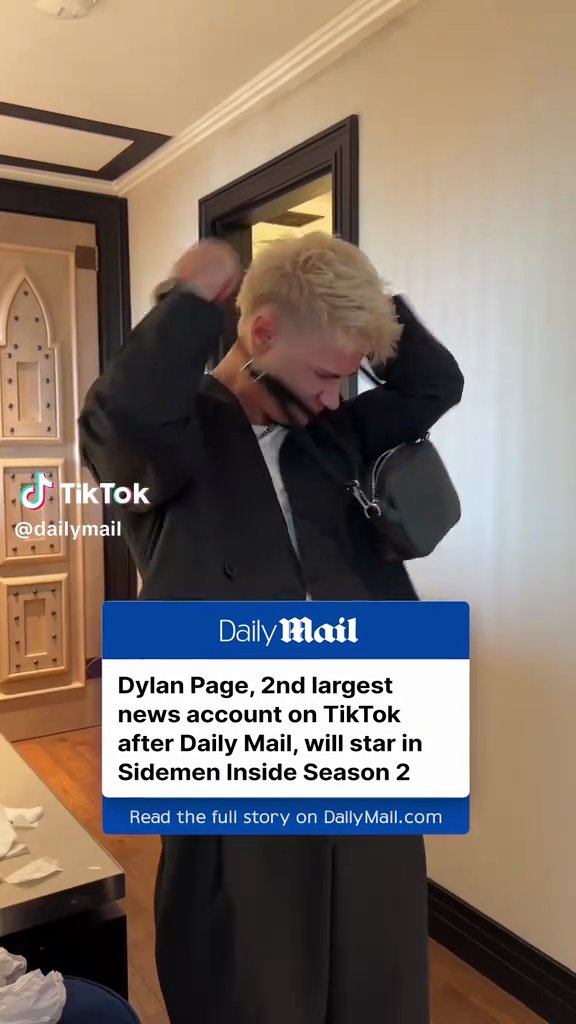 TikTok
@dailymail
Daily Mail
Dylan Page, 2nd largest
news account on TikTok
after Daily Mail, will star in
Sidemen Inside Season 2
Read the full story on DailyMail.com